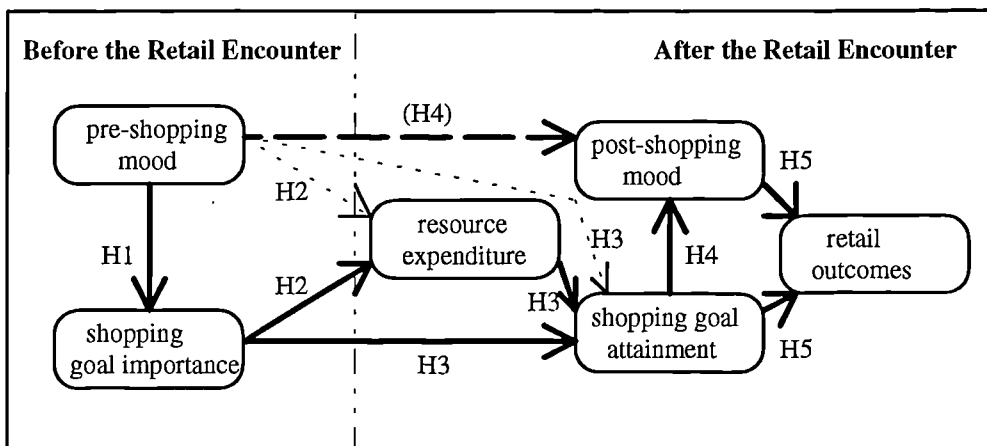 Before the Retail Encounter
After the Retail Encounter
pre-shopping
mood
(H4)
post-shopping
mood
H5
H2
resource
expenditure
H3
retail
outcomes
H1
H2
H4
H3
shopping
goal importance
H3
shopping goal
attainment
H5